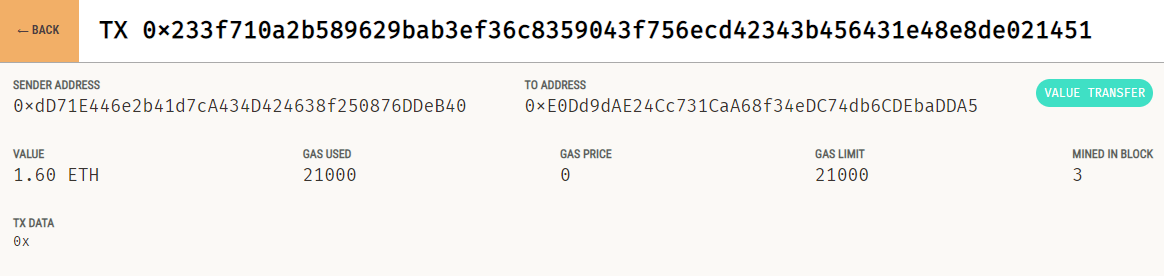 ← BACK
TX 0×233f710a2b589629bab3ef36c8359043f756ecd42343b456431e48e8de021451
SENDER ADDRESS
0×dD71E446e2b41d7cA434D424638f250876DDeB40
TO ADDRESS
0×E0Dd9dAE24Cc731CaA68f34eDC74db6CDEbaDDA5
VALUE TRANSFER
VALUE
1.60 ETH
GAS USED
21000
GAS PRICE
0
GAS LIMIT
21000
MINED IN BLOCK
3
TX DATA
0x